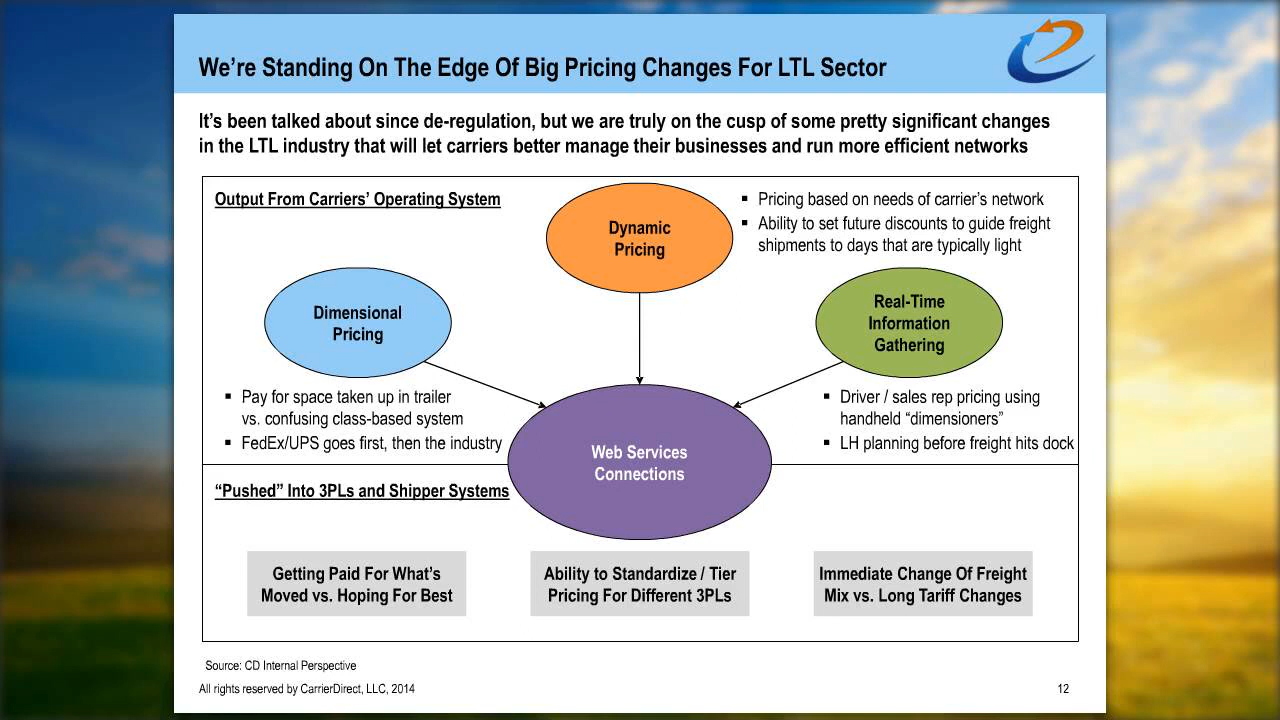 We’re Standing On The Edge Of Big Pricing Changes For LTL Sector
It’s been talked about since de-regulation, but we are truly on the cusp of some pretty significant changes
in the LTL industry that will let carriers better manage their businesses and run more efficient networks
Output From Carriers’ Operating System
Dynamic
Pricing
▪ Pricing based on needs of carrier’s network
▪ Ability to set future discounts to guide freight
shipments to days that are typically light
Dimensional
Pricing
Real-Time
Information
Gathering
▪ Pay for space taken up in trailer
vs. confusing class-based system
▪ FedEx/UPS goes first, then the industry
▪ Driver / sales rep pricing using
handheld “dimensioners”
▪ LH planning before freight hits dock
Web Services
Connections
“Pushed” Into 3PLs and Shipper Systems
Getting Paid For What’s
Moved vs. Hoping For Best
Ability to Standardize / Tier
Pricing For Different 3PLs
Immediate Change Of Freight
Mix vs. Long Tariff Changes
Source: CD Internal Perspective
All rights reserved by CarrierDirect, LLC, 2014
12